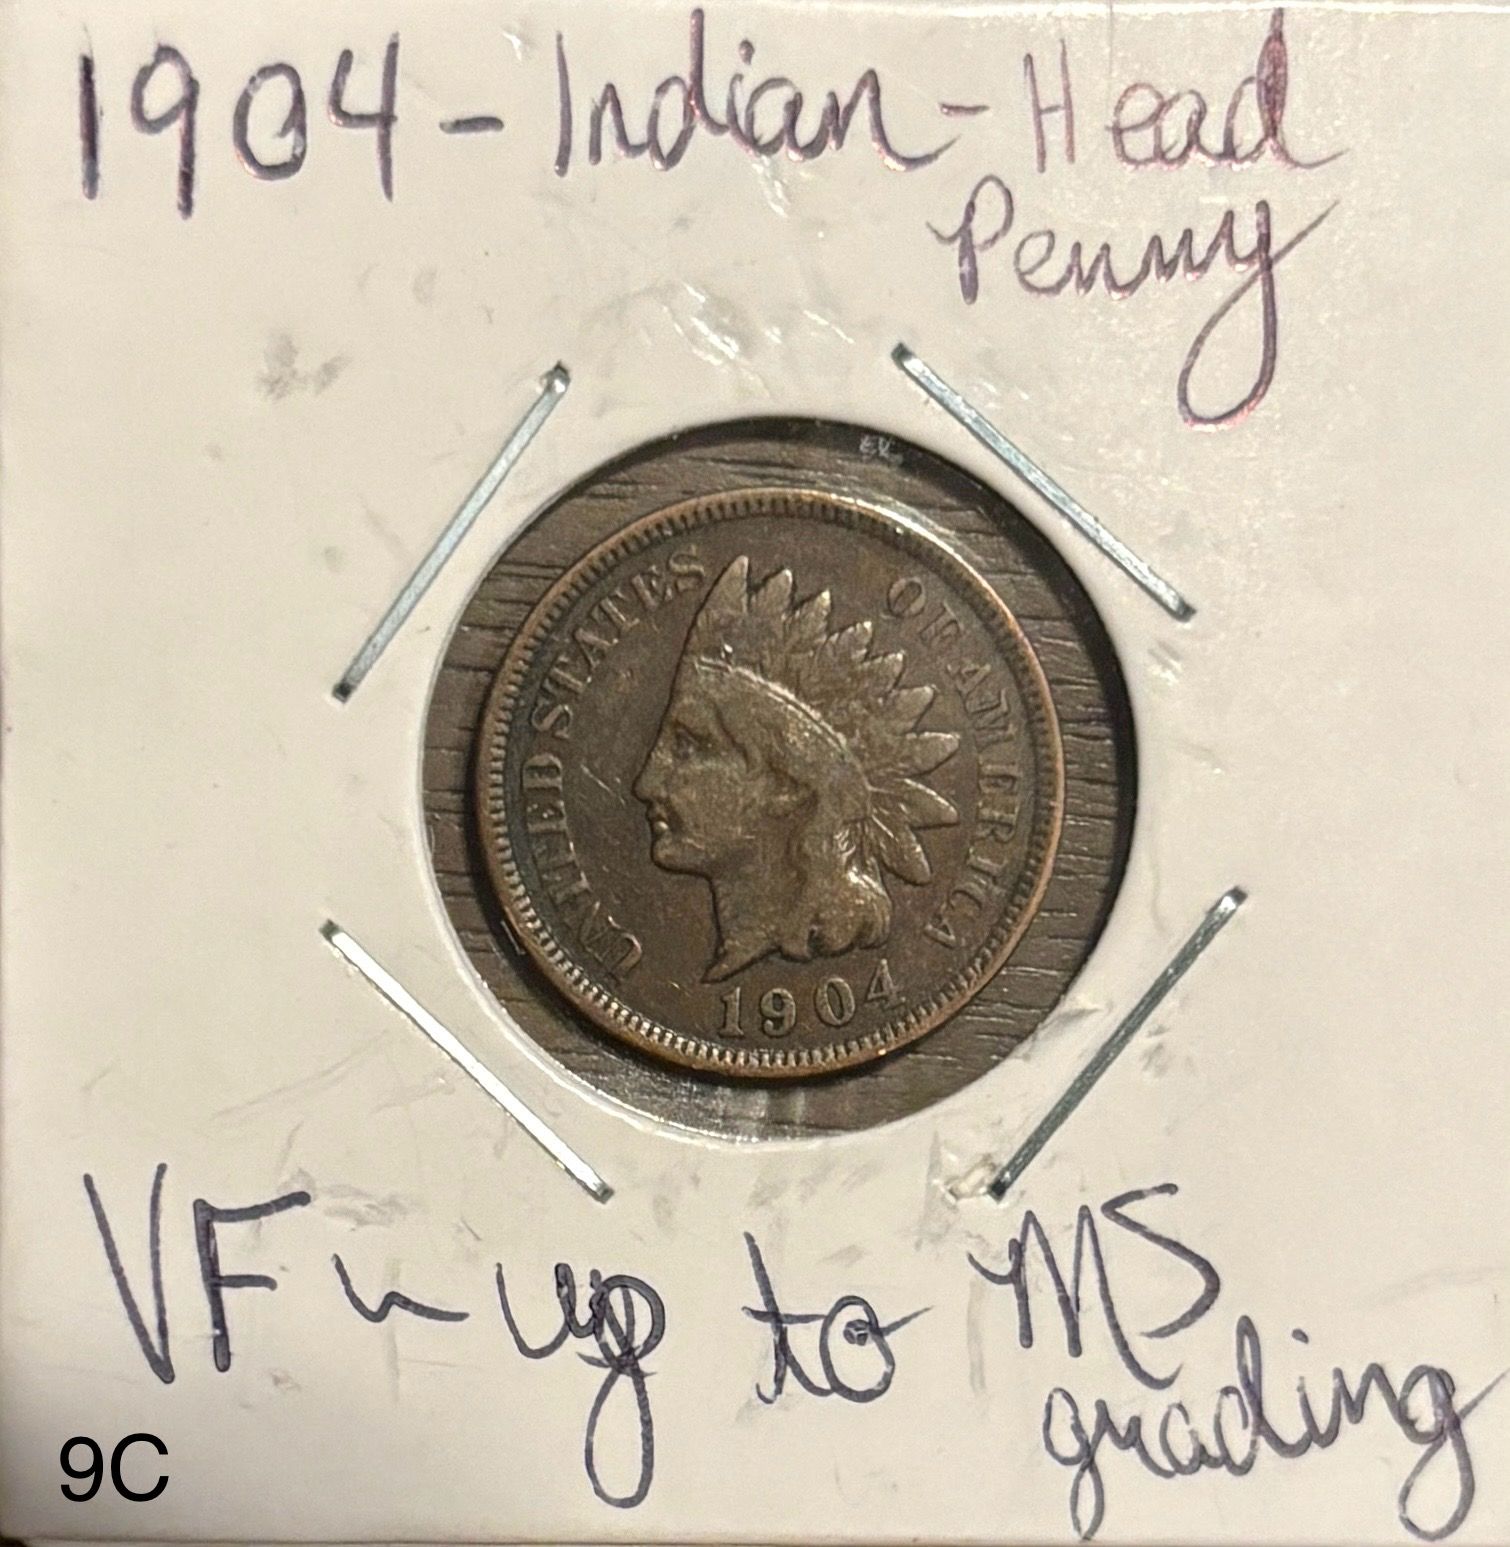 1904 - Indian - Head
Penny
UNITED STATES OF AMERICA
1904
VF ~ up to MS
grading
9C